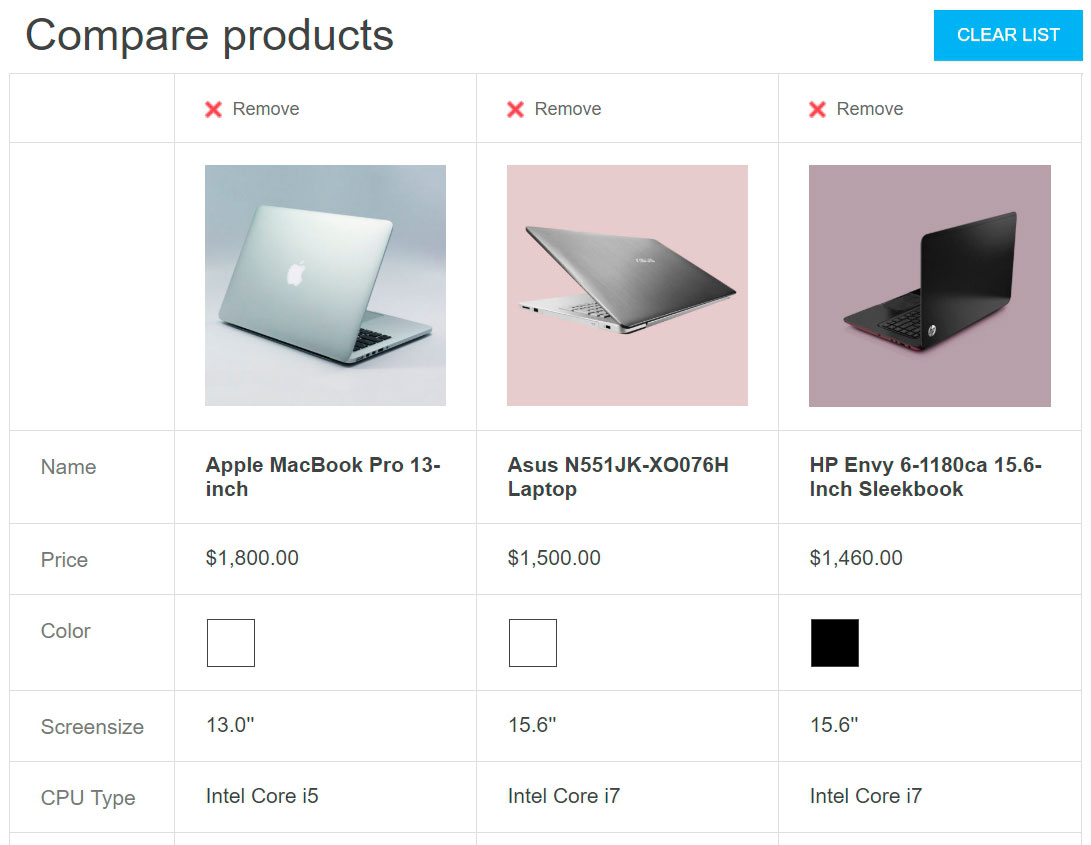 Compare products
CLEAR LIST
Remove
Remove
Remove
ASUS
hp
Name
Apple MacBook Pro 13-
inch
Asus N551JK-XO076H
Laptop
HP Envy 6-1180ca 15.6-
Inch Sleekbook
Price
$1,800.00
$1,500.00
$1,460.00
Color
Screensize
13.0"
15.6"
15.6"
CPU Type
Intel Core i5
Intel Core i7
Intel Core i7